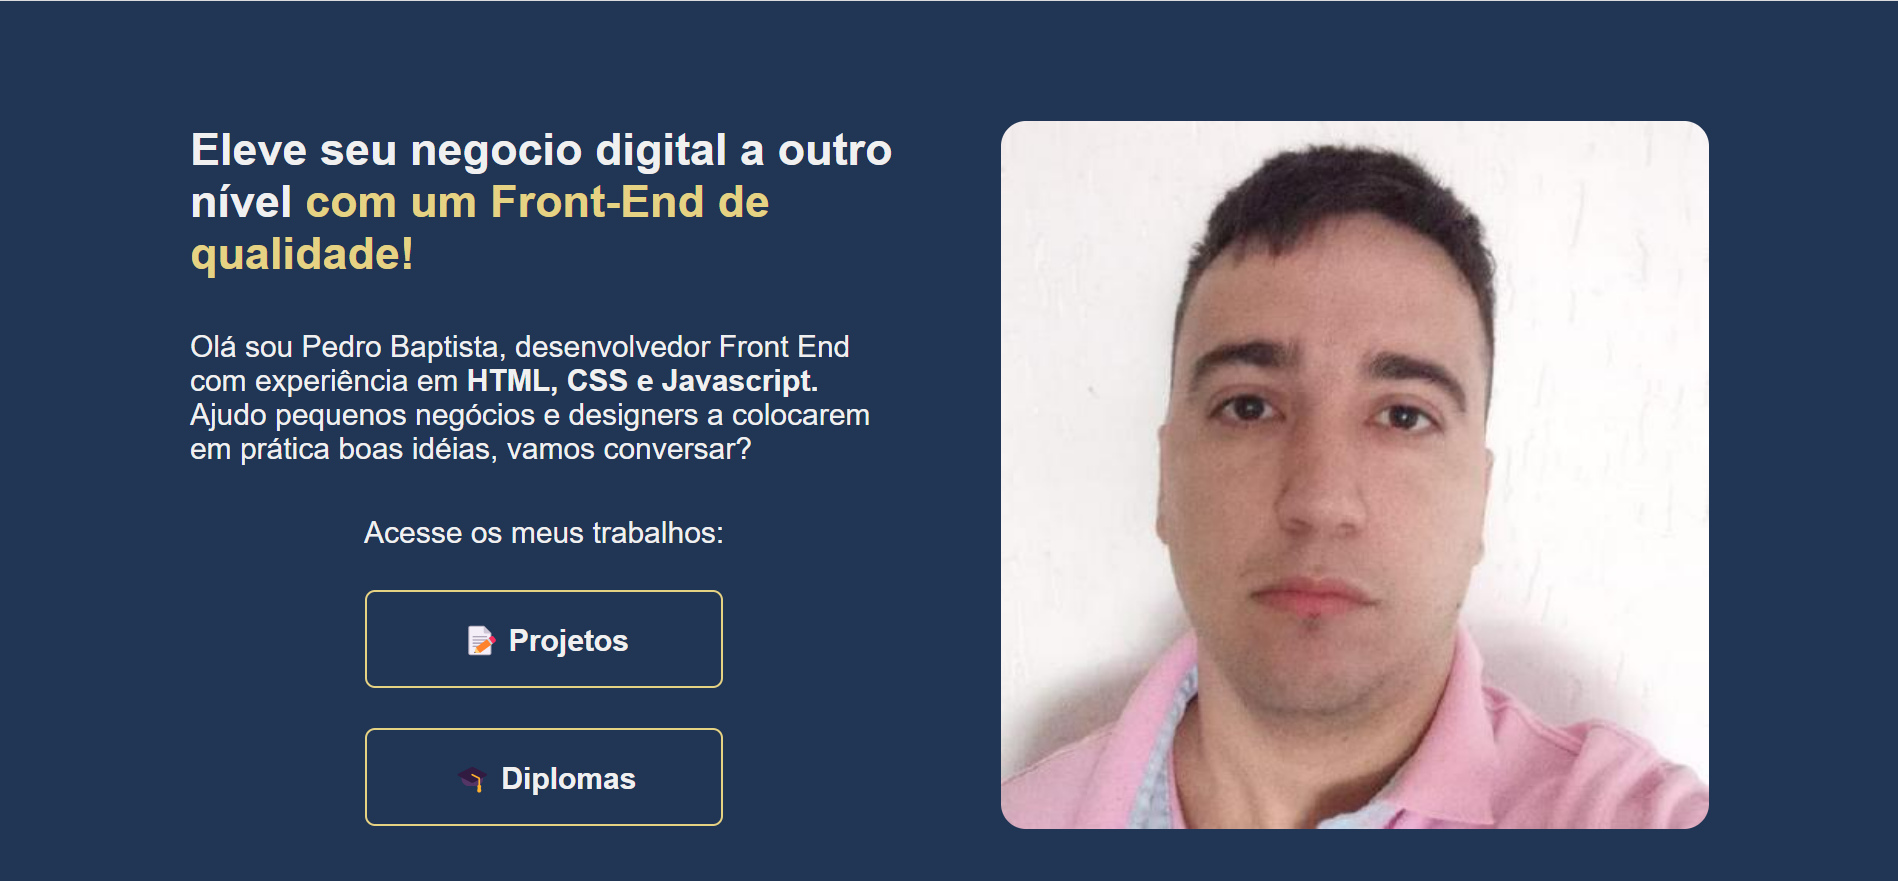 Eleve seu negocio digital a outro
nível com um Front-End de
qualidade!
Olá sou Pedro Baptista, desenvolvedor Front End
com experiência em HTML, CSS e Javascript.
Ajudo pequenos negócios e designers a colocarem
em prática boas idéias, vamos conversar?
Acesse os meus trabalhos:
Projetos
Diplomas